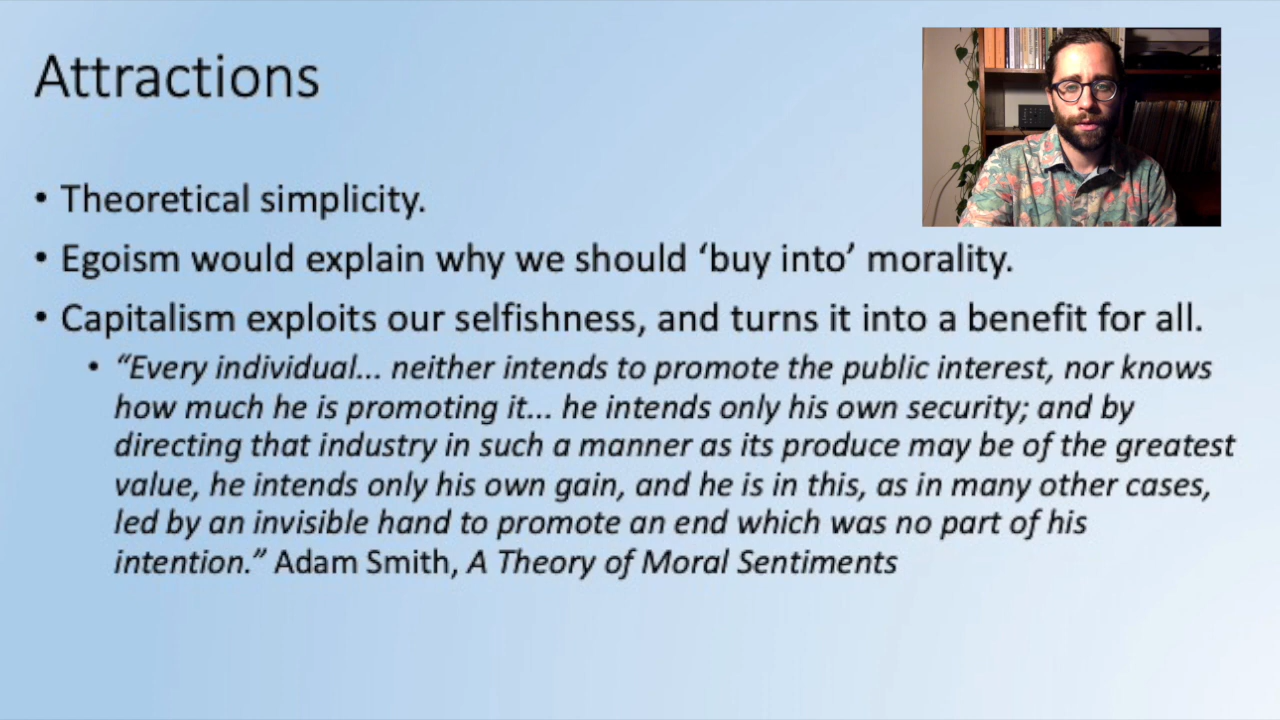 Attractions
• Theoretical simplicity.
• Egoism would explain why we should ‘buy into’ morality.
• Capitalism exploits our selfishness, and turns it into a benefit for all.
• “Every individual... neither intends to promote the public interest, nor knows
how much he is promoting it... he intends only his own security; and by
directing that industry in such a manner as its produce may be of the greatest
value, he intends only his own gain, and he is in this, as in many other cases,
led by an invisible hand to promote an end which was no part of his
intention.” Adam Smith, A Theory of Moral Sentiments